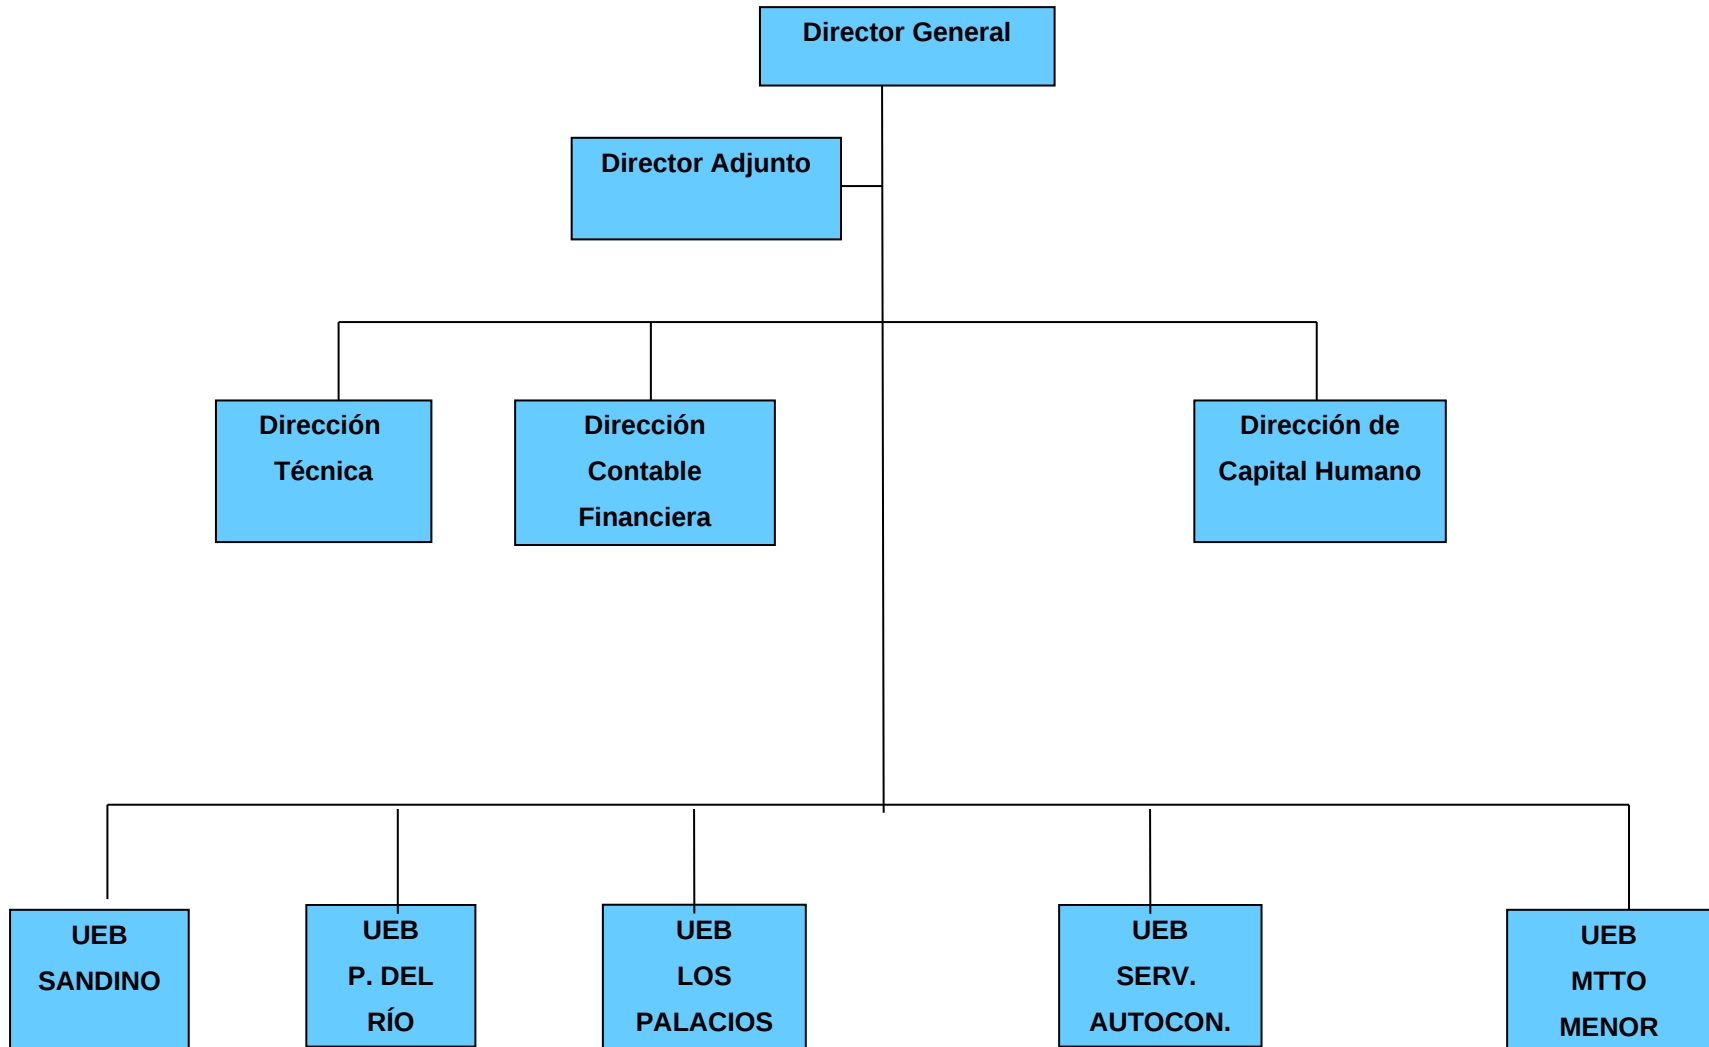 Director General
Director Adjunto
Dirección
Técnica
Dirección
Contable
Financiera
Dirección de
Capital Humano
UEB
SANDINO
UEB
P. DEL
RÍO
UEB
LOS
PALACIOS
UEB
SERV.
AUTOCON.
UEB
MTTO
MENOR